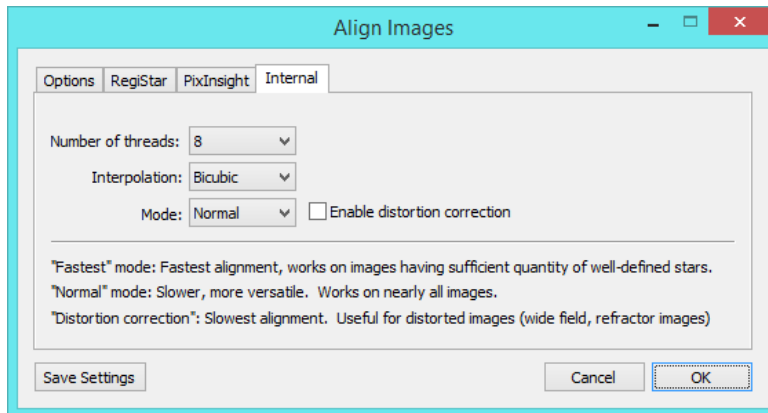 Align Images
Options RegiStar PixInsight Internal
Number of threads: 8
Interpolation: Bicubic
Mode: Normal Enable distortion correction
"Fastest" mode: Fastest alignment, works on images having sufficient quantity of well-defined stars.
"Normal" mode: Slower, more versatile. Works on nearly all images.
"Distortion correction": Slowest alignment. Useful for distorted images (wide field, refractor images)
Save Settings Cancel OK